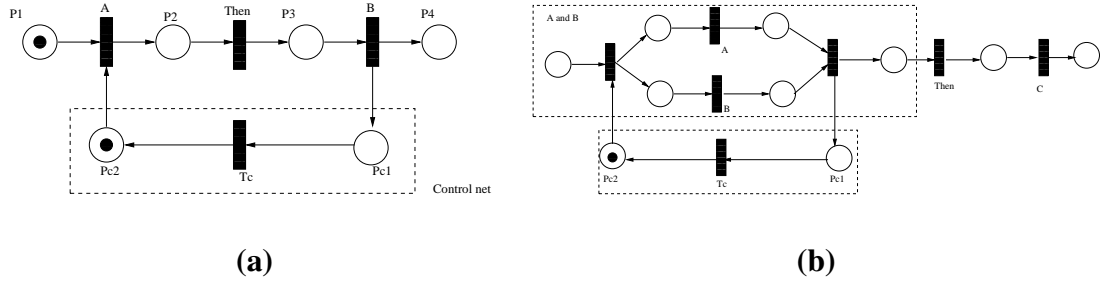 P1
A
P2
Then
P3
B
P4
Pc2
Tc
Pc1
Control net
(a)
A and B
A
B
Then
C
Pc2
Tc
Pc1
(b)